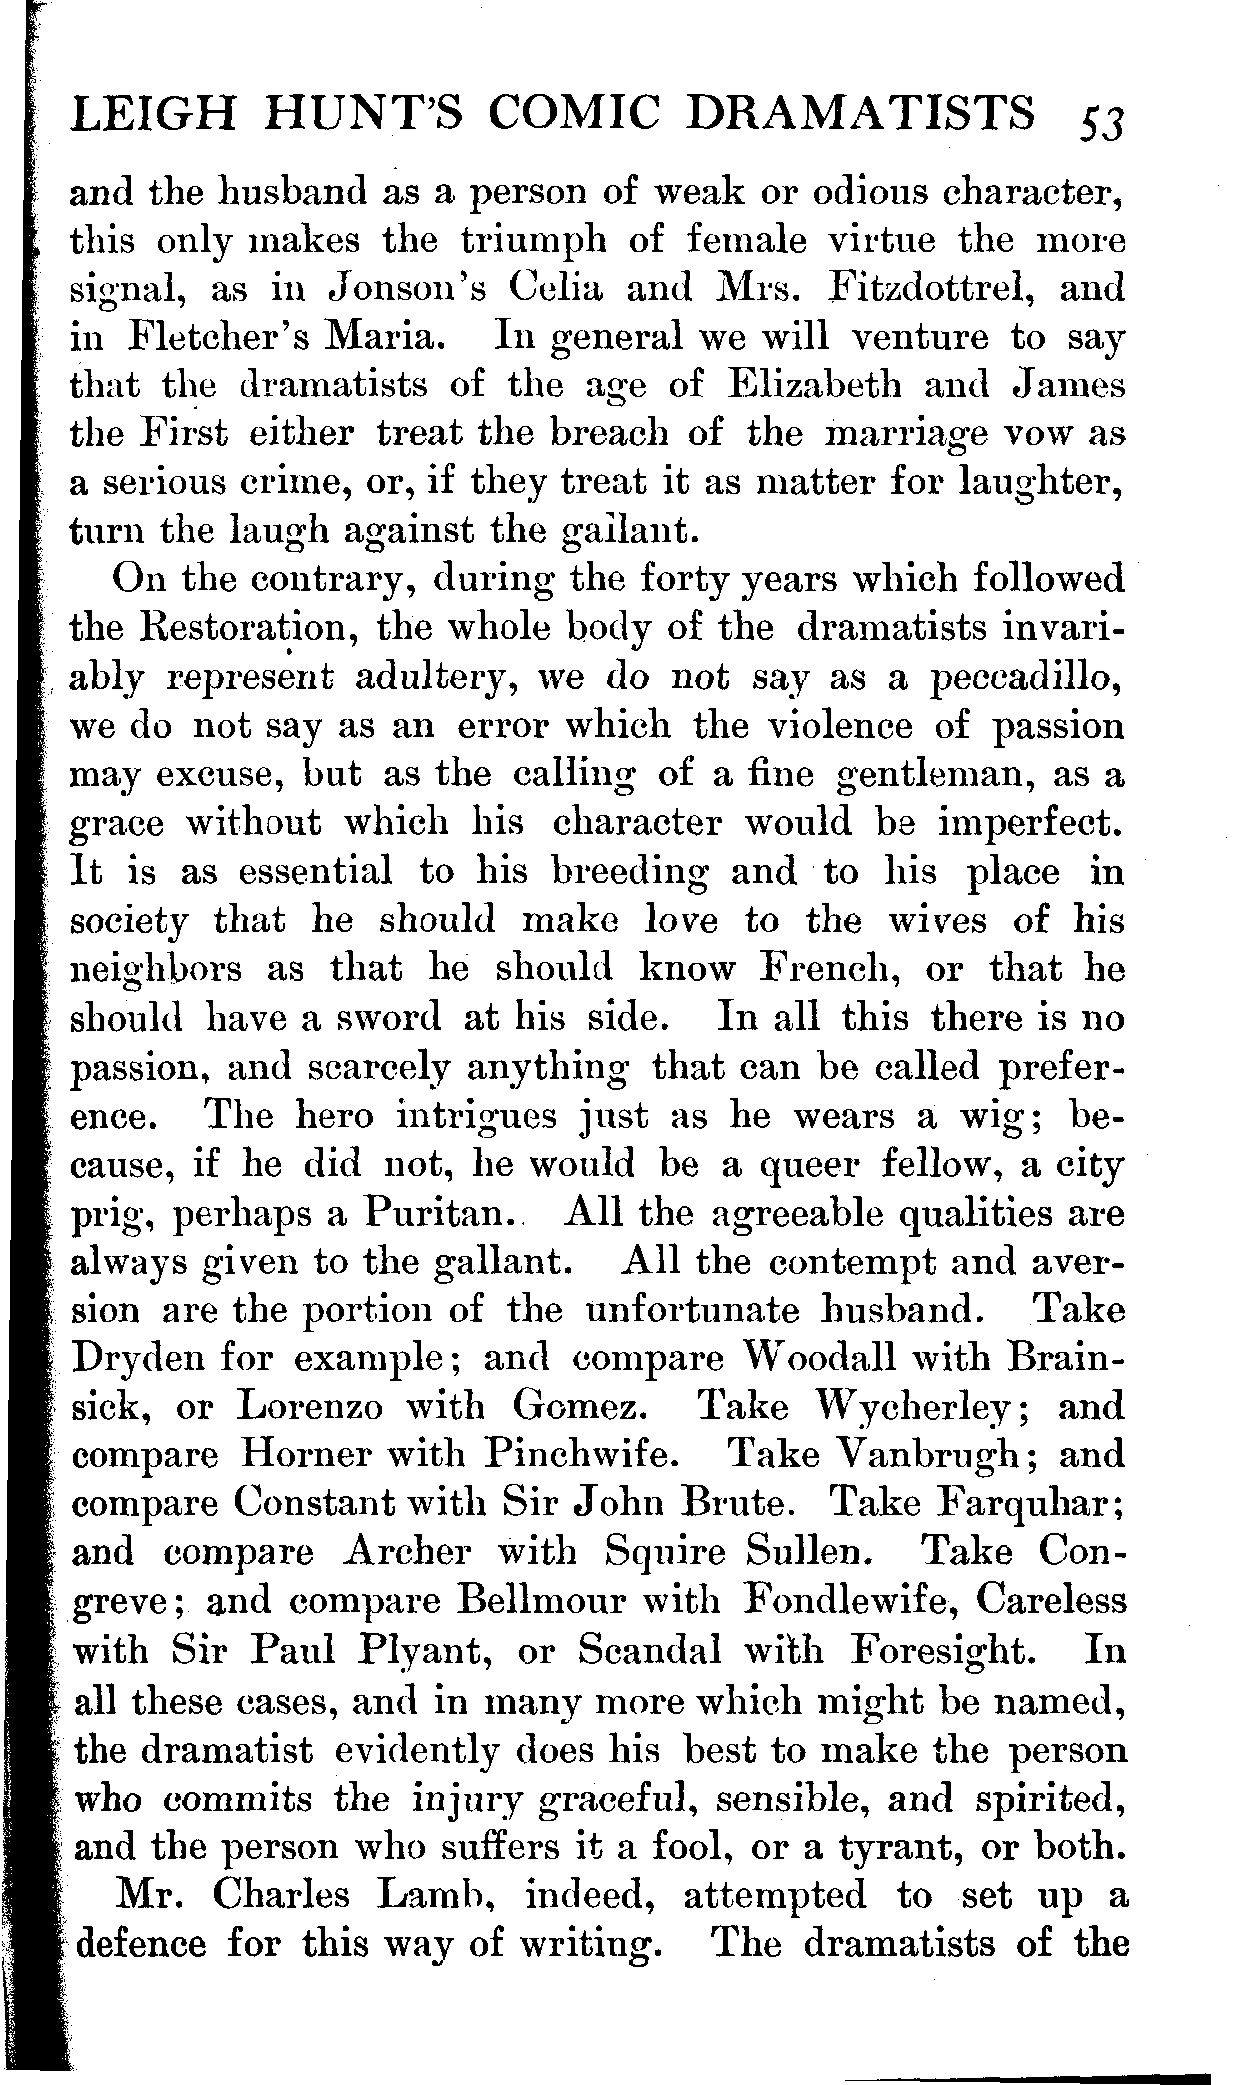 LEIGH HUNT'S COMIC DRAMATISTS 53
and the husband as a person of weak or odious character,
this only makes the triumph of female virtue the more
signal, as in Jonson's Celia and Mrs. Fitzdottrel, and
in Fletcher's Maria. In general we will venture to say
that the dramatists of the age of Elizabeth and James
the First either treat the breach of the marriage vow as
a serious crime, or, if they treat it as matter for laughter,
turn the laugh against the gallant.
On the contrary, during the forty years which followed
the Restoration, the whole body of the dramatists invari-
ably represent adultery, we do not say as a peccadillo,
we do not say as an error which the violence of passion
may excuse, but as the calling of a fine gentleman, as a
grace without which his character would be imperfect.
It is as essential to his breeding and to his place in
society that he should make love to the wives of his
neighbors as that he should know French, or that he
should have a sword at his side. In all this there is no
passion, and scarcely anything that can be called prefer-
ence. The hero intrigues just as he wears a wig; be-
cause, if he did not, he would be a queer fellow, a city
prig, perhaps a Puritan. All the agreeable qualities are
always given to the gallant. All the contempt and aver-
sion are the portion of the unfortunate husband. Take
Dryden for example; and compare Woodall with Brain-
sick, or Lorenzo with Gomez. Take Wycherley; and
compare Horner with Pinchwife. Take Vanbrugh; and
compare Constant with Sir John Brute. Take Farquhar;
and compare Archer with Squire Sullen. Take Con-
greve; and compare Bellmour with Fondlewife, Careless
with Sir Paul Plyant, or Scandal with Foresight. In
all these cases, and in many more which might be named,
the dramatist evidently does his best to make the person
who commits the injury graceful, sensible, and spirited,
and the person who suffers it a fool, or a tyrant, or both.
Mr. Charles Lamb, indeed, attempted to set up a
defence for this way of writing. The dramatists of the